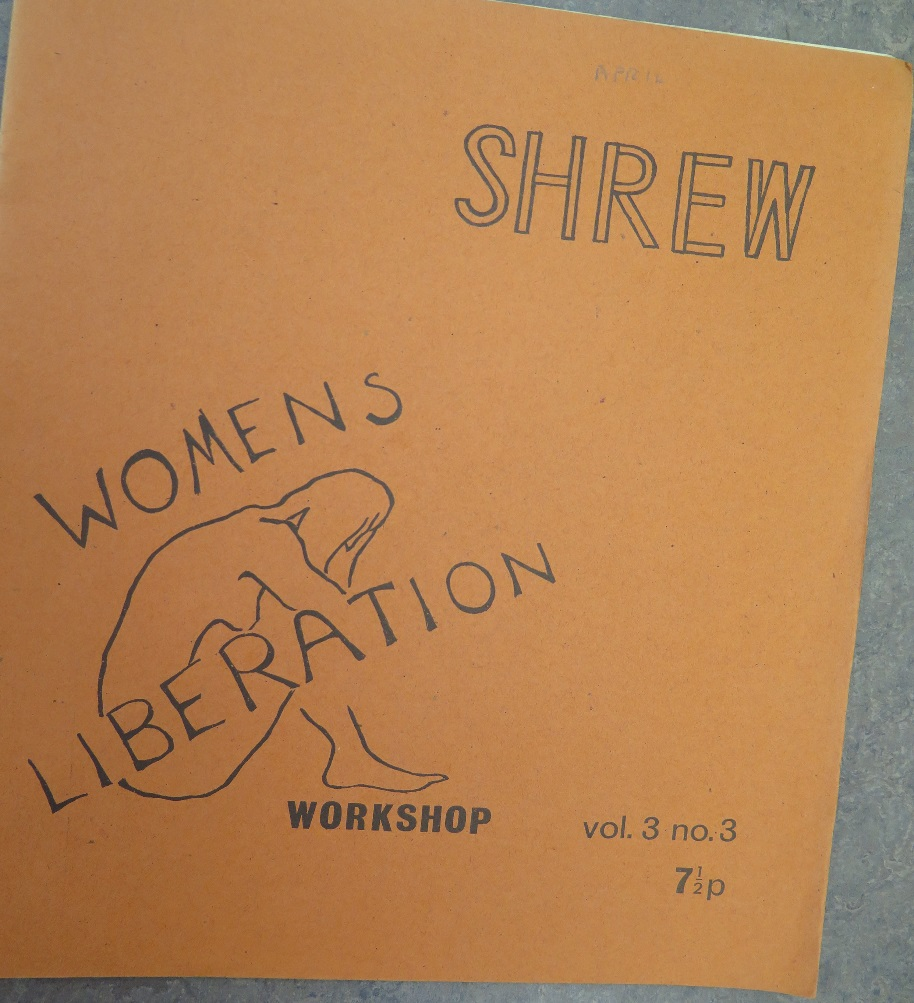 APRIL
SHREW
WOMENS
LIBERATION
WORKSHOP
vol. 3 no. 3
7½p